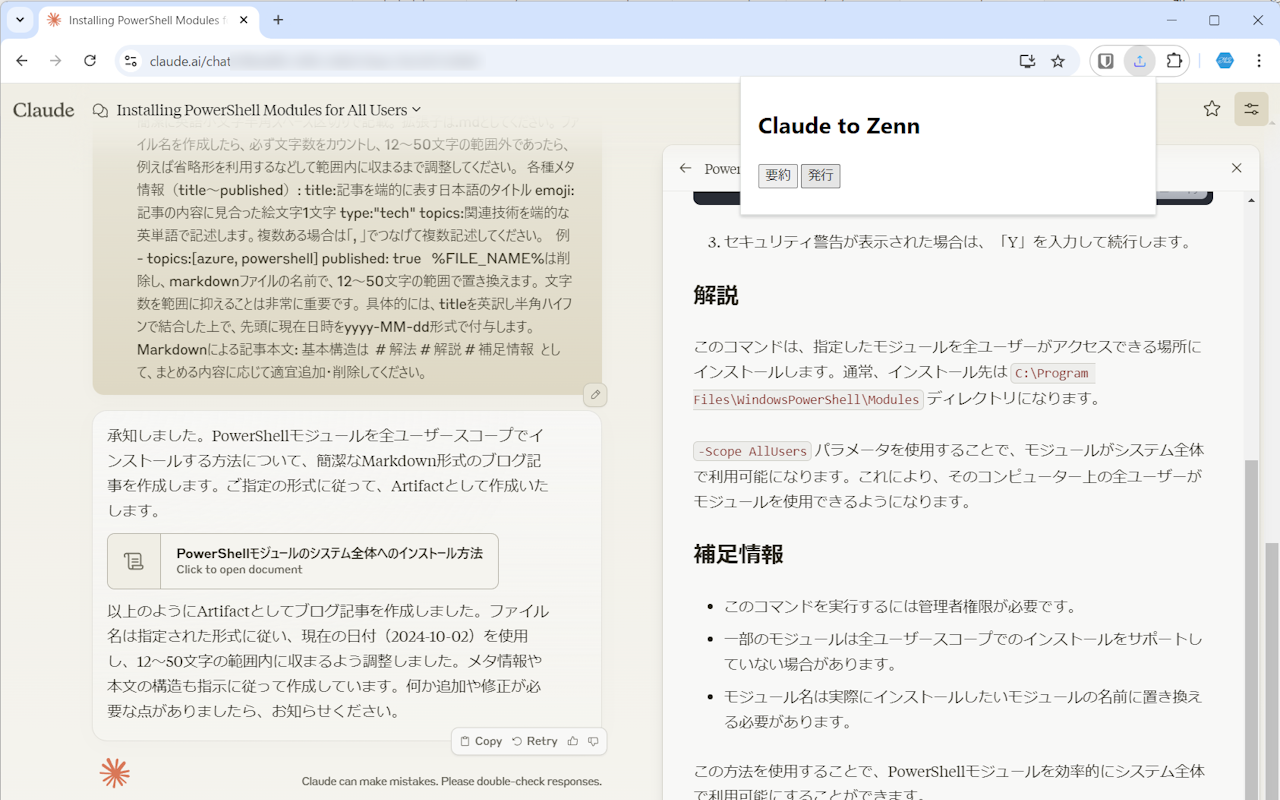 Installing PowerShell Modules f
claude.ai/chat
Claude
Installing PowerShell Modules for All Users
イル名を作成したら、必ず文字数をカウントし、12〜50文字の範囲外であったら、
例えば省略形を利用するなどして範囲内に収まるまで調整してください。 各種メタ
情報（title〜published）: title:記事を端的に表す日本語のタイトル emoji:
記事の内容に見合った絵文字1文字 type:"tech" topics:関連技術を端的な
英単語で記述します。複数ある場合は「, 」でつなげて複数記述してください。 例
- topics:[azure, powershell] published: true %FILE_NAME%は削
除し、markdownファイルの名前で、12〜50文字の範囲で置き換えます。 文字
数を範囲に抑えることは非常に重要です。 具体的には、titleを英訳し半角ハイフ
ンで結合した上で、先頭に現在日時をyyyy-MM-dd形式で付与します。
Markdownによる記事本文: 基本構造は # 解法 # 解説 # 補足情報 とし
て、まとめる内容に応じて適宜追加・削除してください。
承知しました。PowerShellモジュールを全ユーザースコープでイ
ンストールする方法について、簡潔なMarkdown形式のブログ記
事を作成します。ご指定の形式に従って、Artifactとして作成いた
します。
PowerShellモジュールのシステム全体へのインストール方法
Click to open document
以上のようにArtifactとしてブログ記事を作成しました。ファイル
名は指定された形式に従い、現在の日付（2024-10-02）を使用
し、12〜50文字の範囲内に収まるよう調整しました。メタ情報や
本文の構造も指示に従って作成しています。何か追加や修正が必
要な点がありましたら、お知らせください。
Copy Retry
Claude can make mistakes. Please double-check responses.
Claude to Zenn
要約 発行
Power
3. セキュリティ警告が表示された場合は、「Y」を入力して続行します。
解説
このコマンドは、指定したモジュールを全ユーザーがアクセスできる場所に
インストールします。通常、インストール先は C:\Program
Files\WindowsPowerShell\Modules ディレクトリになります。
-Scope AllUsers パラメータを使用することで、モジュールがシステム全体
で利用可能になります。これにより、そのコンピューター上の全ユーザーが
モジュールを使用できるようになります。
補足情報
• このコマンドを実行するには管理者権限が必要です。
• 一部のモジュールは全ユーザースコープでのインストールをサポートし
ていない場合があります。
• モジュール名は実際にインストールしたいモジュールの名前に置き換え
る必要があります。
この方法を使用することで、PowerShellモジュールを効率的にシステム全体
で利用可能にすることができます。